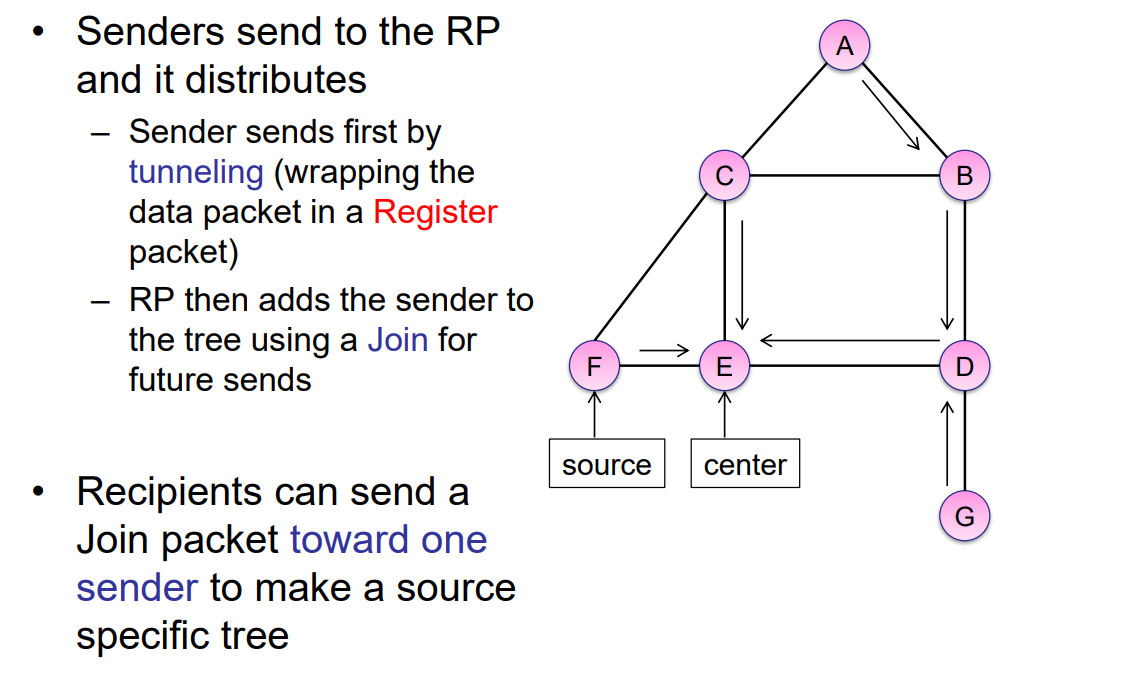 • Senders send to the RP
and it distributes
– Sender sends first by
tunneling (wrapping the
data packet in a Register
packet)
– RP then adds the sender to
the tree using a Join for
future sends
• Recipients can send a
Join packet toward one
sender to make a source
specific tree
A
C
B
F
E
D
source
center
G